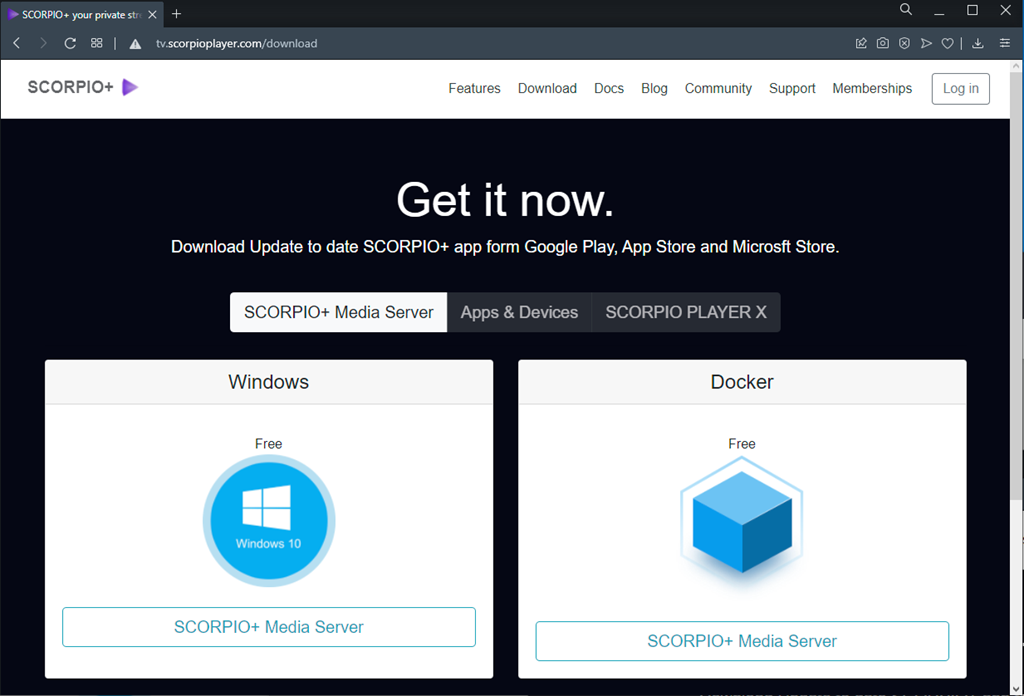 SCORPIO+ your private str
tv.scorpioplayer.com/download
SCORPIO+
Features Download Docs Blog Community Support Memberships Log in
Get it now.
Download Update to date SCORPIO+ app form Google Play, App Store and Microsft Store.
SCORPIO+ Media Server Apps & Devices SCORPIO PLAYER X
Windows
Free
Windows 10
SCORPIO+ Media Server
Docker
Free
SCORPIO+ Media Server